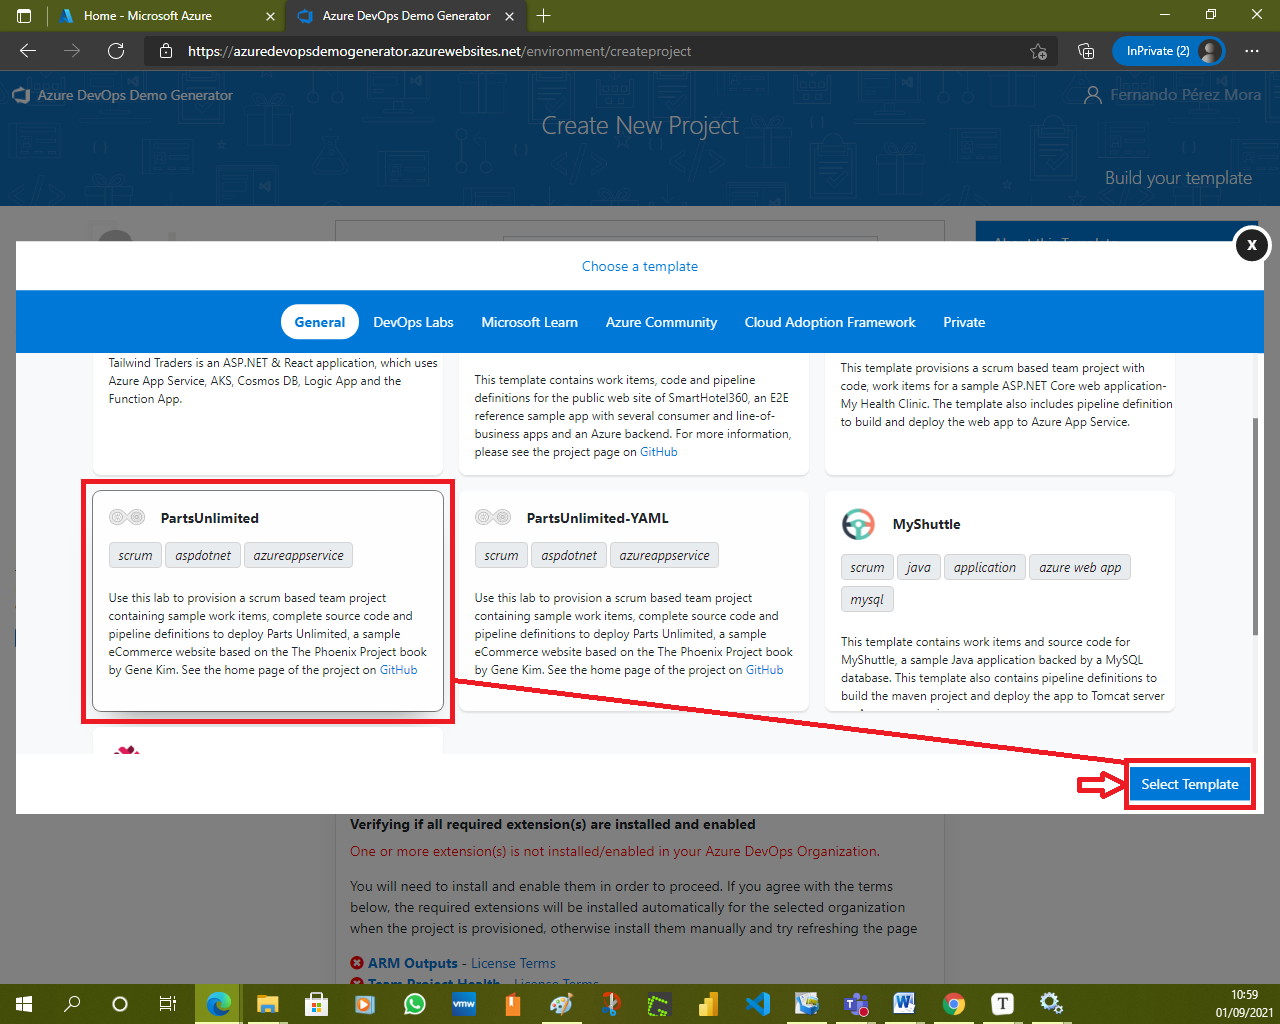 Home - Microsoft Azure
Azure DevOps Demo Generator
https://azuredevopsdemogenerator.azurewebsites.net/environment/createproject
InPrivate (2)
Azure DevOps Demo Generator
Fernando Pérez Mora
Create New Project
Build your template
Choose a template
x
General
DevOps Labs
Microsoft Learn
Azure Community
Cloud Adoption Framework
Private
Tailwind Traders is an ASP.NET & React application, which uses
Azure App Service, AKS, Cosmos DB, Logic App and the
Function App.
This template contains work items, code and pipeline
definitions for the public web site of SmartHotel360, an E2E
reference sample app with several consumer and line-of-
business apps and an Azure backend. For more information,
please see the project page on GitHub
This template provisions a scrum based team project with
code, work items for a sample ASP.NET Core web application-
My Health Clinic. The template also includes pipeline definition
to build and deploy the web app to Azure App Service.
PartsUnlimited
scrum aspdotnet azureappservice
Use this lab to provision a scrum based team project
containing sample work items, complete source code and
pipeline definitions to deploy Parts Unlimited, a sample
eCommerce website based on the The Phoenix Project book
by Gene Kim. See the home page of the project on GitHub
PartsUnlimited-YAML
scrum aspdotnet azureappservice
Use this lab to provision a scrum based team project
containing sample work items, complete source code and
pipeline definitions to deploy Parts Unlimited, a sample
eCommerce website based on the The Phoenix Project book
by Gene Kim. See the home page of the project on GitHub
MyShuttle
scrum java application azure web app
mysql
This template contains work items and source code for
MyShuttle, a sample Java application backed by a MySQL
database. This template also contains pipeline definitions to
build the maven project and deploy the app to Tomcat server
Select Template
Verifying if all required extension(s) are installed and enabled
One or more extension(s) is not installed/enabled in your Azure DevOps Organization.
You will need to install and enable them in order to proceed. If you agree with the terms
below, the required extensions will be installed automatically for the selected organization
when the project is provisioned, otherwise install them manually and try refreshing the page
ARM Outputs - License Terms
Team Project Health - License Terms
vmw
T
10:59
01/09/2021